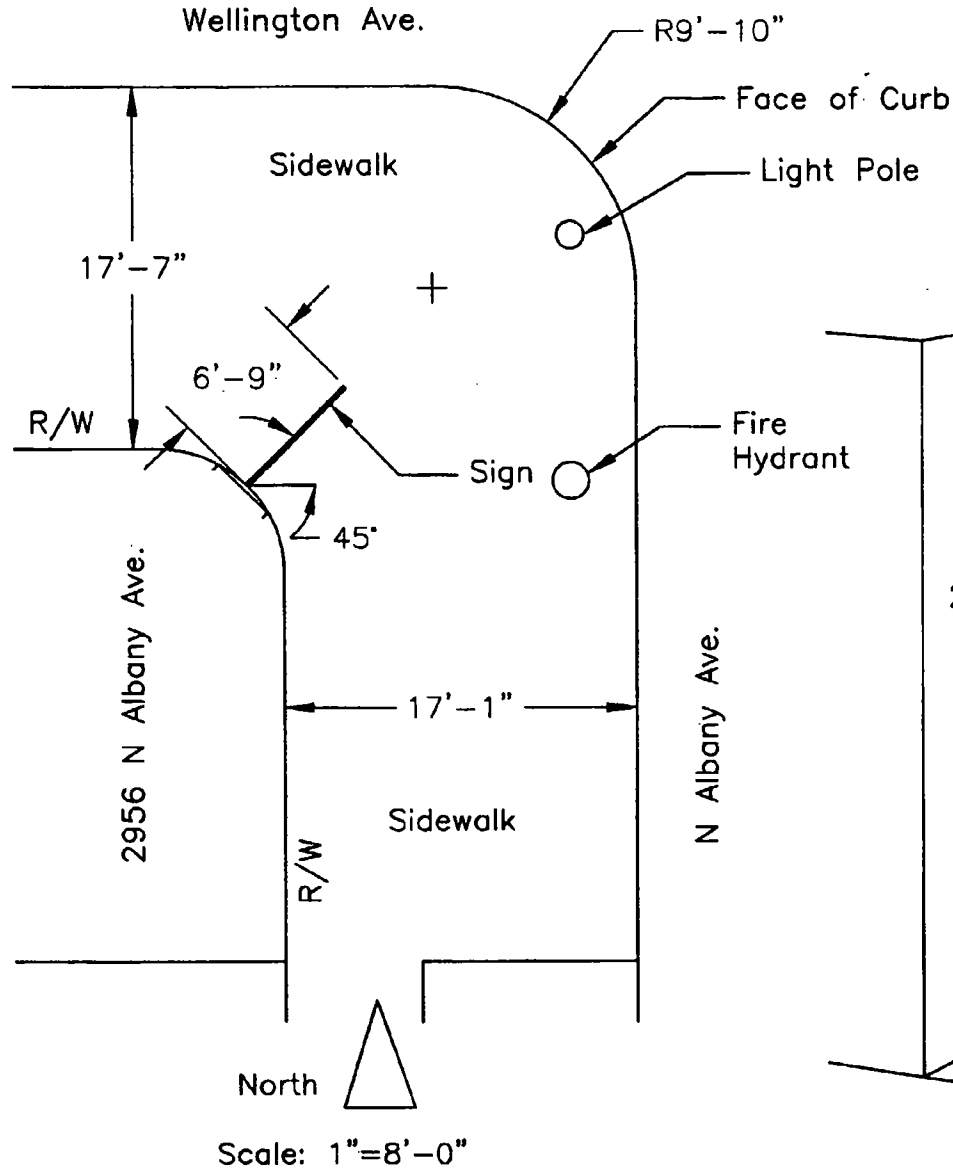 Wellington Ave.
R9'-10"
Face of Curb
Light Pole
Sidewalk
17'-7"
6'-9"
R/W
Sign
Fire
Hydrant
45°
2956 N Albany Ave.
17'-1"
N Albany Ave.
Sidewalk
R/W
North
Scale: 1"=8'-0"